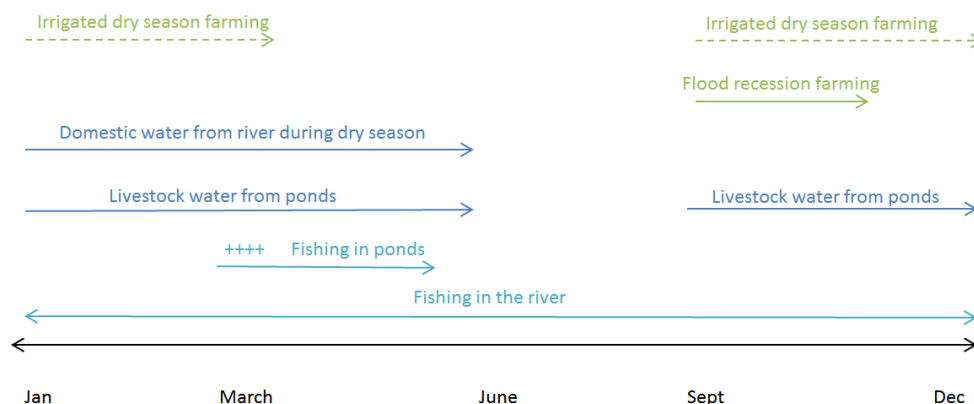 Irrigated dry season farming
Irrigated dry season farming
Flood recession farming
Domestic water from river during dry season
Livestock water from ponds
Livestock water from ponds
++++ Fishing in ponds
Fishing in the river
Jan March June Sept Dec